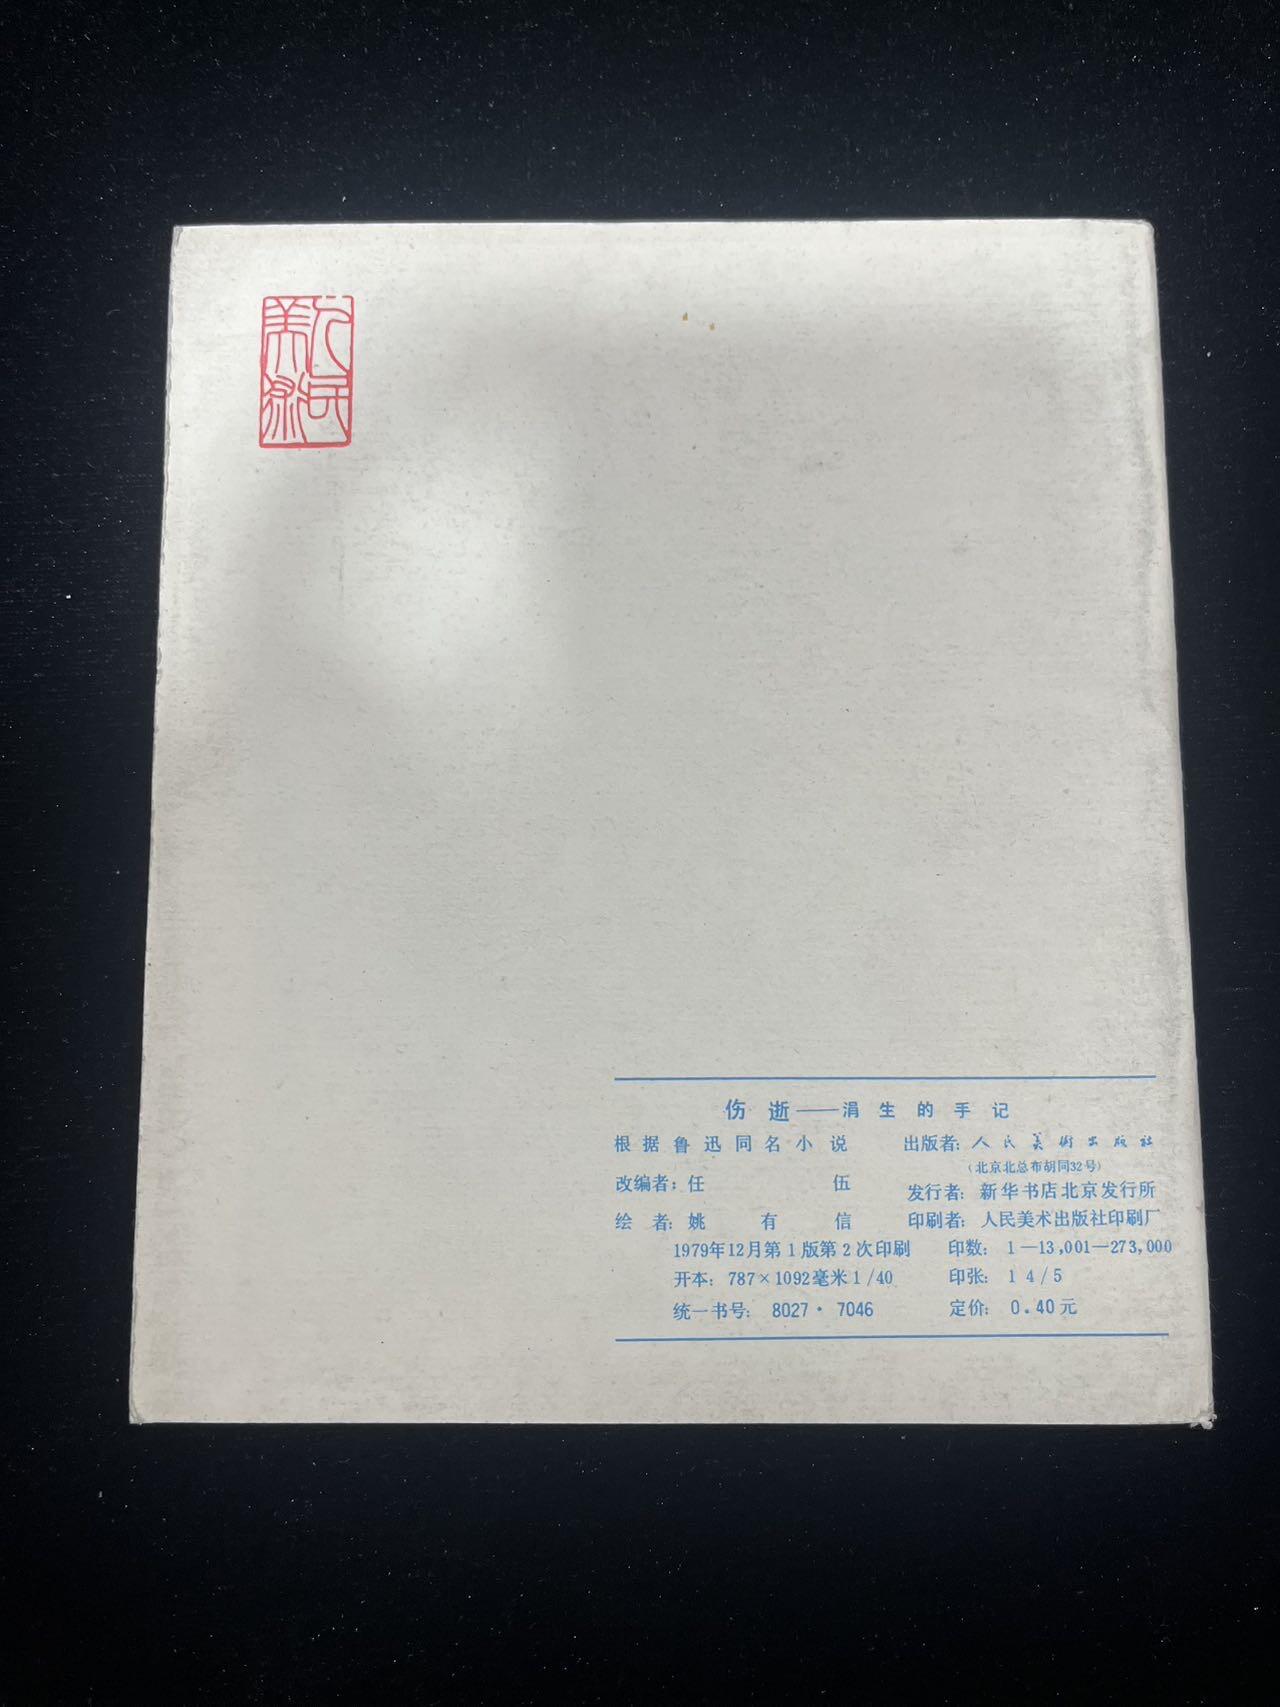 人民美术
伤 逝——涓 生 的 手 记
根 据 鲁 迅 同 名 小 说
改编者：任 伍
绘 者：姚 有 信
出版者：人民美術出版社
（北京北总布胡同32号）
发行者：新华书店北京发行所
印刷者：人民美术出版社印刷厂
1979年12月第1版第2次印刷 印数：1—13,001—273,000
开本：787×1092毫米1/40 印张：1 4/5
统一书号：8027·7046 定价：0.40元